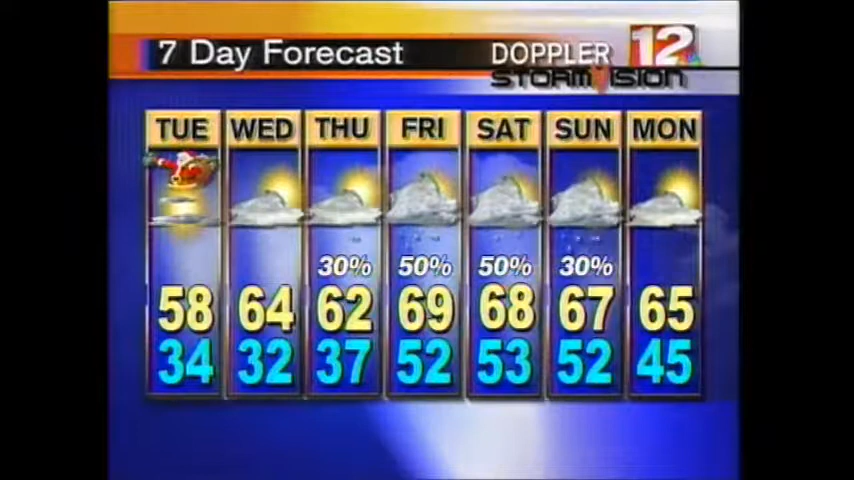 7 Day Forecast
DOPPLER 12
STORMVISION
TUE WED THU FRI SAT SUN MON
30% 50% 50% 30%
58 64 62 69 68 67 65
34 32 37 52 53 52 45